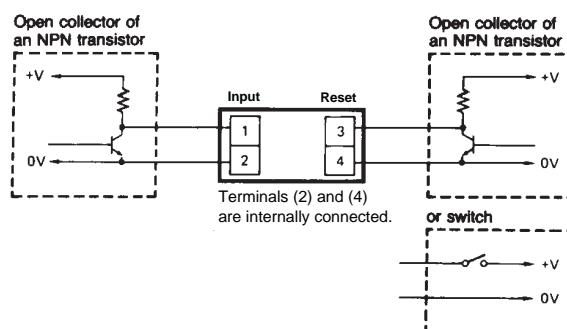 Open collector of
an NPN transistor
+V
0V
Input
Reset
1
3
2
4
Terminals (2) and (4)
are internally connected.
Open collector of
an NPN transistor
+V
0V
or switch
+V
0V